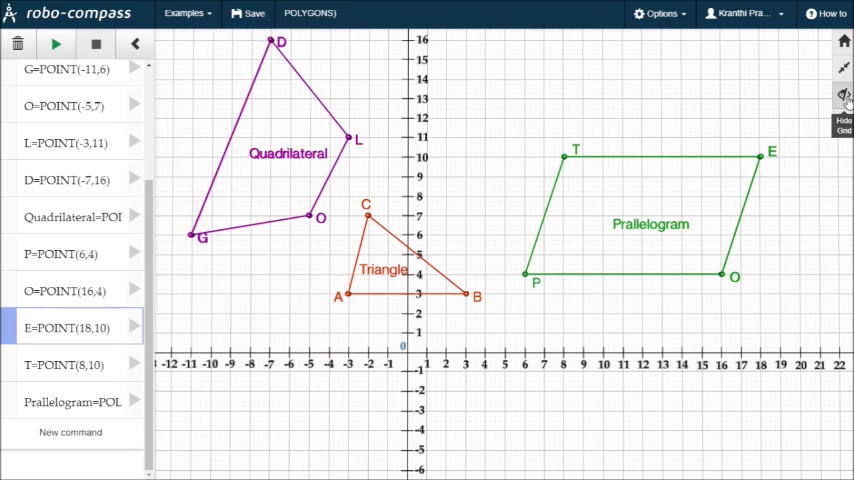 robo-compass
Examples
Save
POLYGONS)
Options
Kranthi Pra...
How to
G=POINT(-11,6)
O=POINT(-5,7)
L=POINT(-3,11)
D=POINT(-7,16)
Quadrilateral=POI
P=POINT(6,4)
O=POINT(16,4)
E=POINT(18,10)
T=POINT(8,10)
Prallelogram=POL
New command
Hide
Grid
D
L
Quadrilateral
O
G
C
Triangle
A
B
T
E
Prallelogram
P
O
16
15
14
13
12
11
10
9
8
7
6
5
4
3
2
1
0
-12 -11 -10 -9 -8 -7 -6 -5 -4 -3 -2 -1 1 2 3 4 5 6 7 8 9 10 11 12 13 14 15 16 17 18 19 20 21 22
-1
-2
-3
-4
-5
-6